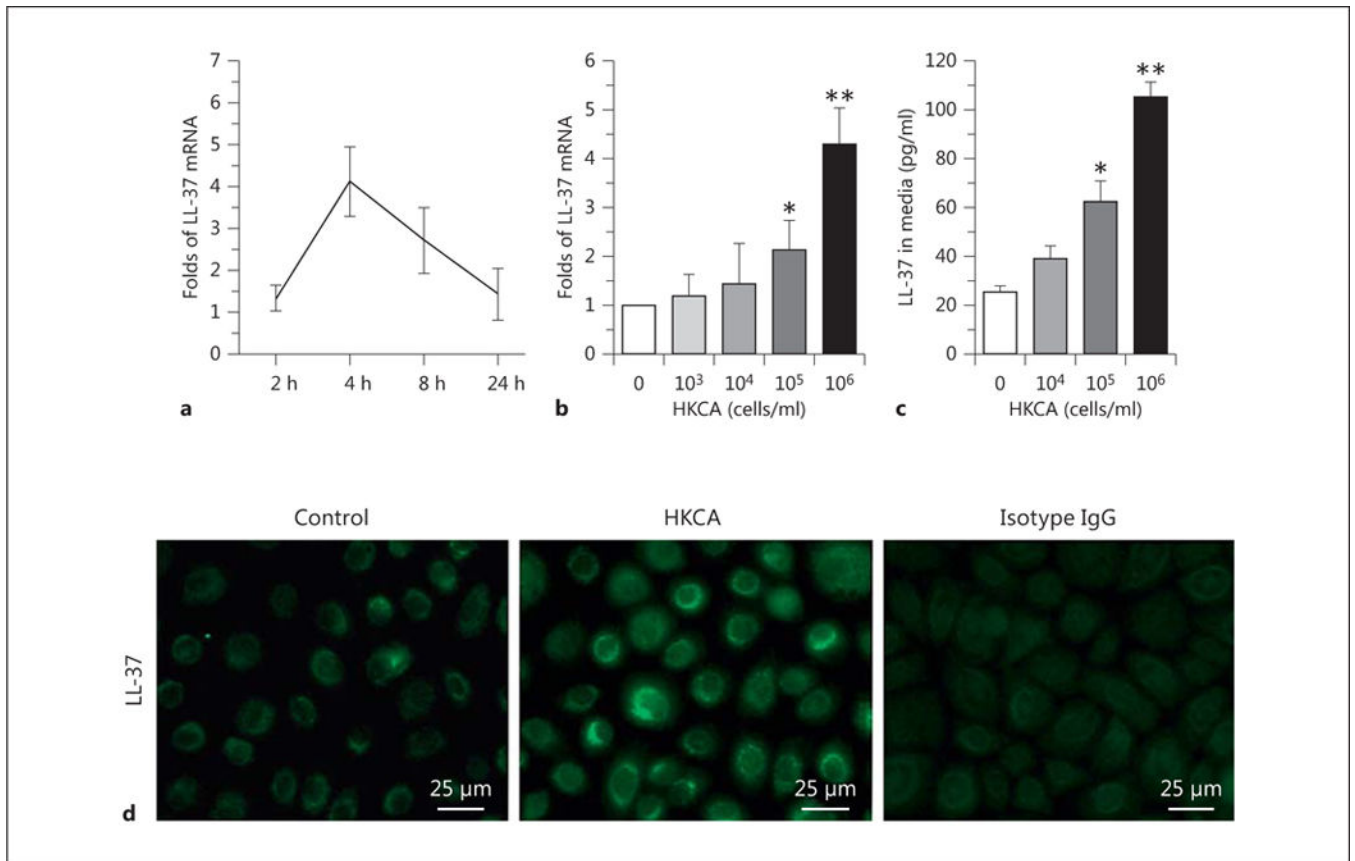 Folds of LL-37 mRNA
7
6
5
4
3
2
1
0
2 h 4 h 8 h 24 h
a
Folds of LL-37 mRNA
6
5
4
3
2
1
0
*
**
0 10³ 10⁴ 10⁵ 10⁶
HKCA (cells/ml)
b
LL-37 in media (pg/ml)
120
100
80
60
40
20
0
*
**
0 10⁴ 10⁵ 10⁶
HKCA (cells/ml)
c
Control HKCA Isotype IgG
LL-37
25 µm 25 µm 25 µm
d